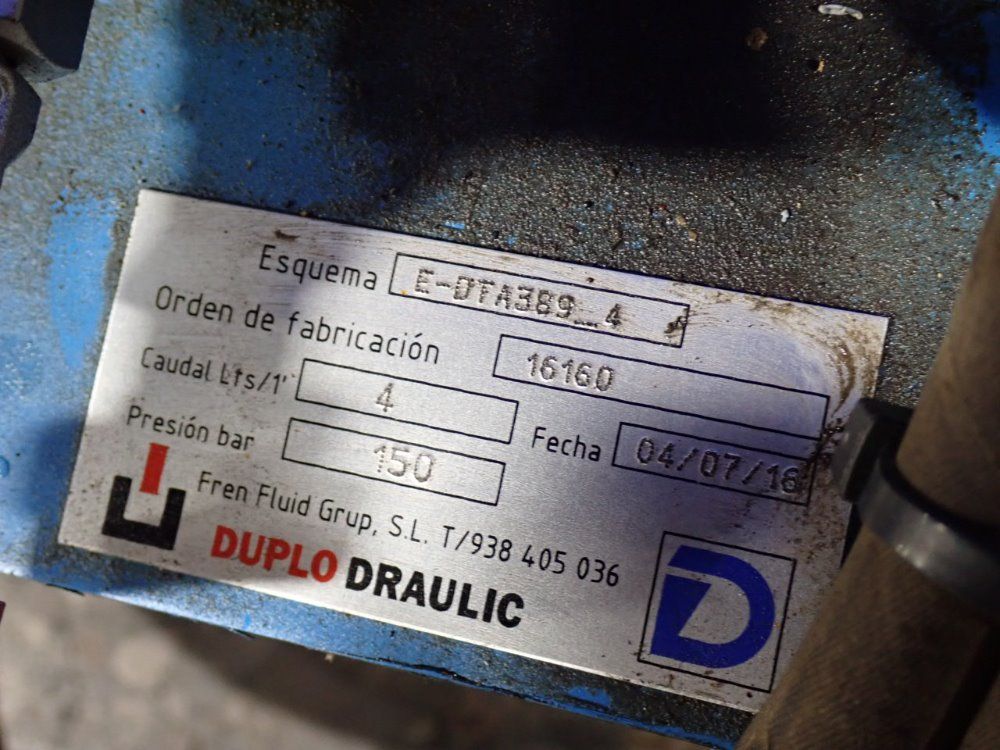 Esquema E-DTA389_4
Orden de fabricación 16160
Caudal Lts/1' 4
Fecha 04/07/16
Presión bar 150
Fren Fluid Grup, S.L. T/938 405 036
DUPLO DRAULIC